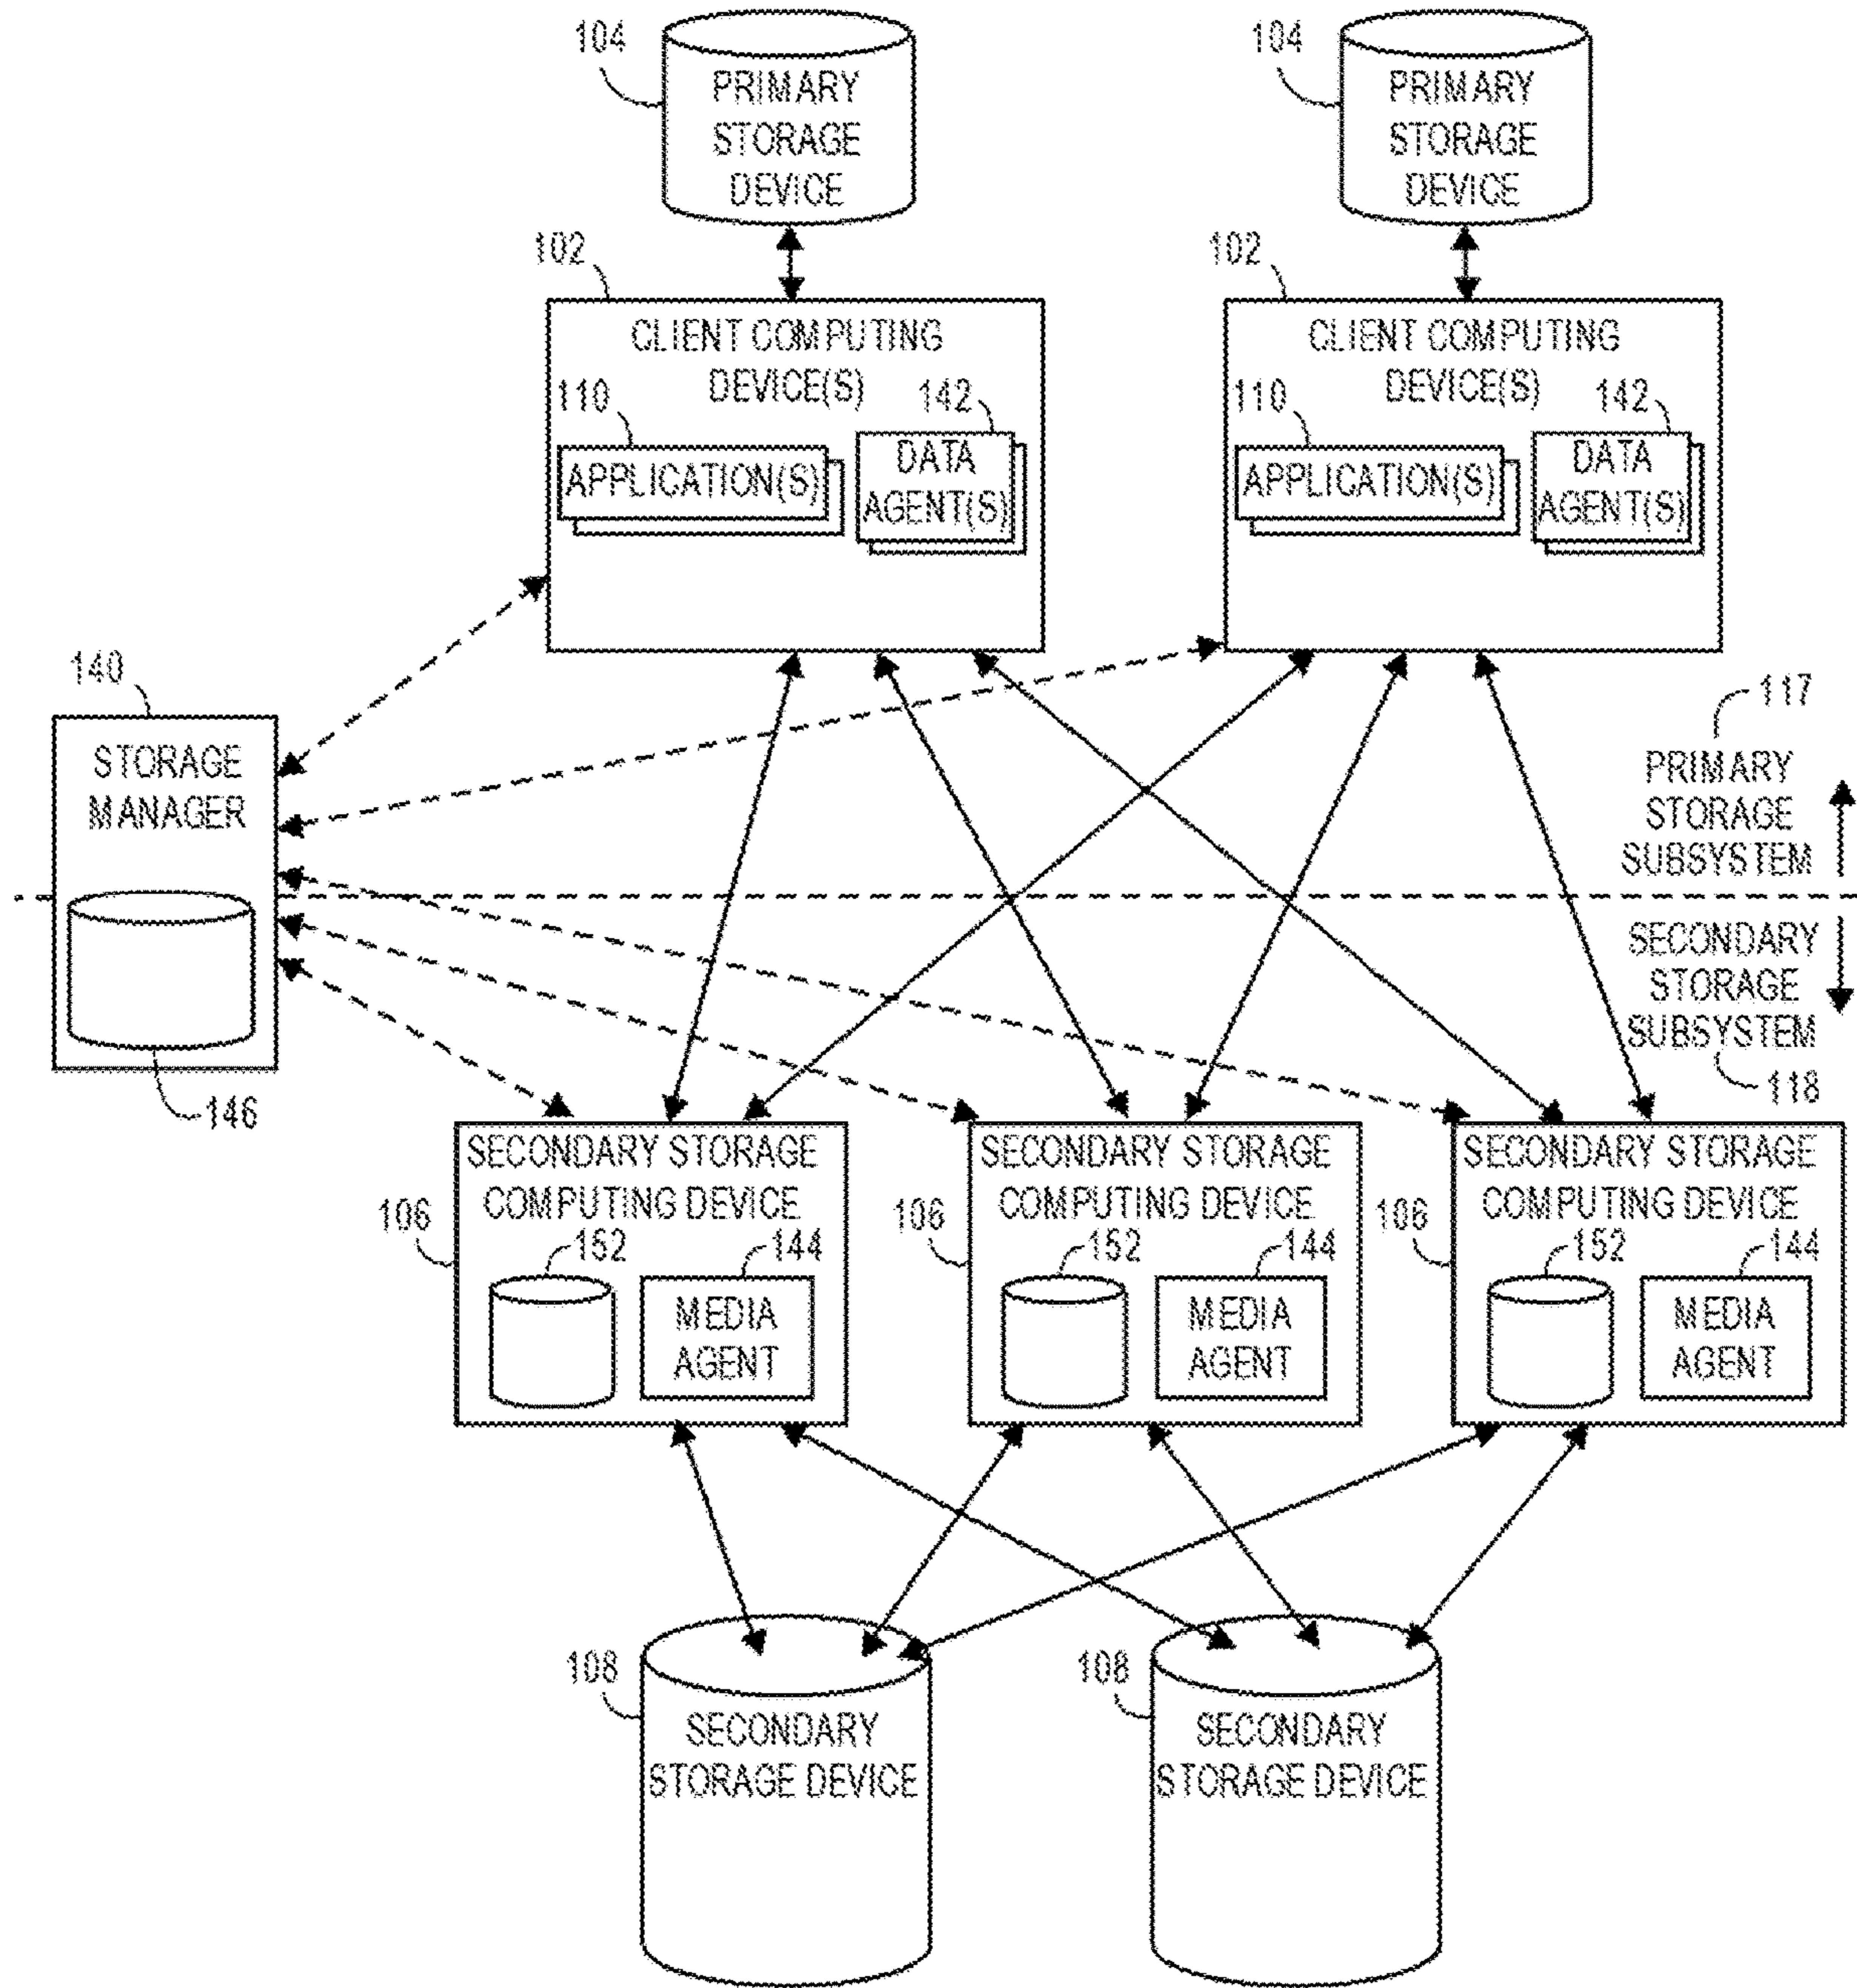 104
PRIMARY
STORAGE
DEVICE
104
PRIMARY
STORAGE
DEVICE
102
CLIENT COMPUTING
DEVICE(S)
110
142
APPLICATION(S)
DATA
AGENT(S)
102
CLIENT COMPUTING
DEVICE(S)
110
142
APPLICATION(S)
DATA
AGENT(S)
140
STORAGE
MANAGER
146
117
PRIMARY
STORAGE
SUBSYSTEM
SECONDARY
STORAGE
SUBSYSTEM
118
SECONDARY STORAGE
COMPUTING DEVICE
106
152
144
MEDIA
AGENT
SECONDARY STORAGE
COMPUTING DEVICE
106
152
144
MEDIA
AGENT
SECONDARY STORAGE
COMPUTING DEVICE
106
152
144
MEDIA
AGENT
108
SECONDARY
STORAGE DEVICE
108
SECONDARY
STORAGE DEVICE